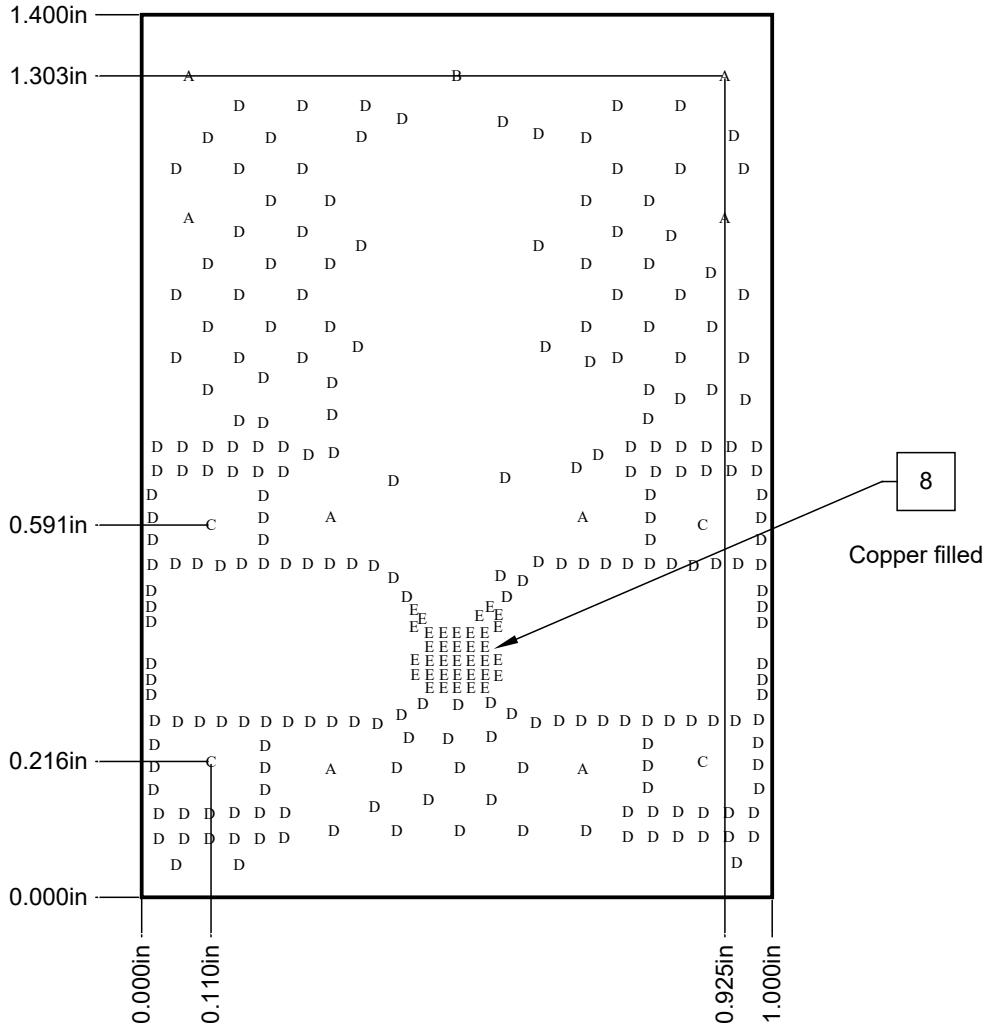 1.400in
1.303in A B A
D D D D D
D D
D D D D D D
D D D D D
D D D D
A A
D D D
D D
D D D D D
D
D D D D D D
D D D D D D
D D
D D D D D D D
D D
D D D
D D
D D
D D
D D D D D D D D D D D D
D D D
D D D D D D D D D D D D D
D D 8
D D D D
D D A A D D
0.591in C C
D D D D
Copper filled
D D D D D D D D D D D D D D D D D D D D D D
D D D D
D D
D D
D E E D
E E E E
D E E D
E E E E E
E E E E E
D E E E E E E E D
D E E E E E E E D
D E E E E E D
D D D
D D
D D D D D D D D D D D D D D D D D D D D D D D
D D D
D D D D
0.216in C C
D D A D D D A D D
D D D D
D D D
D D D D D D D D D D D D
D D D D D
D D D D D D D D D D D D
D D D
0.000in
0.000in
0.110in
0.925in
1.000in